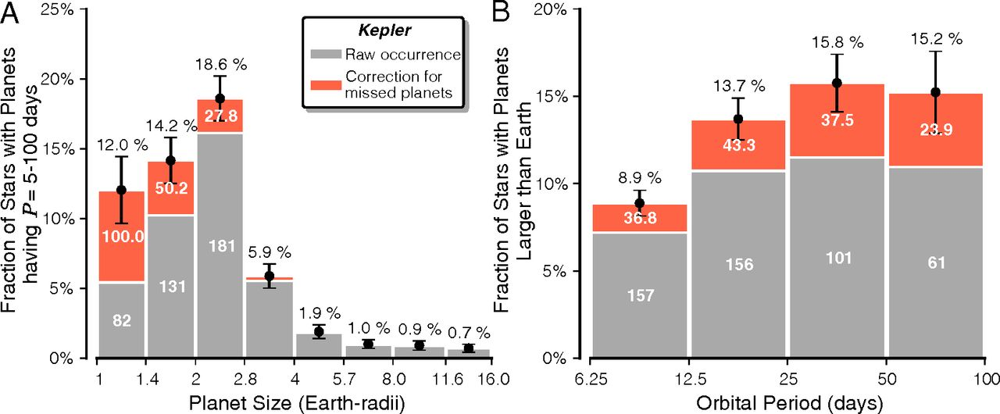 A
Fraction of Stars with Planets
having P = 5-100 days
25%
20%
15%
10%
5%
0%
Kepler
Raw occurrence
Correction for
missed planets
12.0 %
14.2 %
18.6 %
5.9 %
1.9 %
1.0 %
0.9 %
0.7 %
100.0
50.2
27.8
82
131
181
1 1.4 2 2.8 4 5.7 8.0 11.6 16.0
Planet Size (Earth-radii)
B
Fraction of Stars with Planets
Larger than Earth
20%
15%
10%
5%
0%
8.9 %
13.7 %
15.8 %
15.2 %
36.8
43.3
37.5
23.9
157
156
101
61
6.25 12.5 25 50 100
Orbital Period (days)